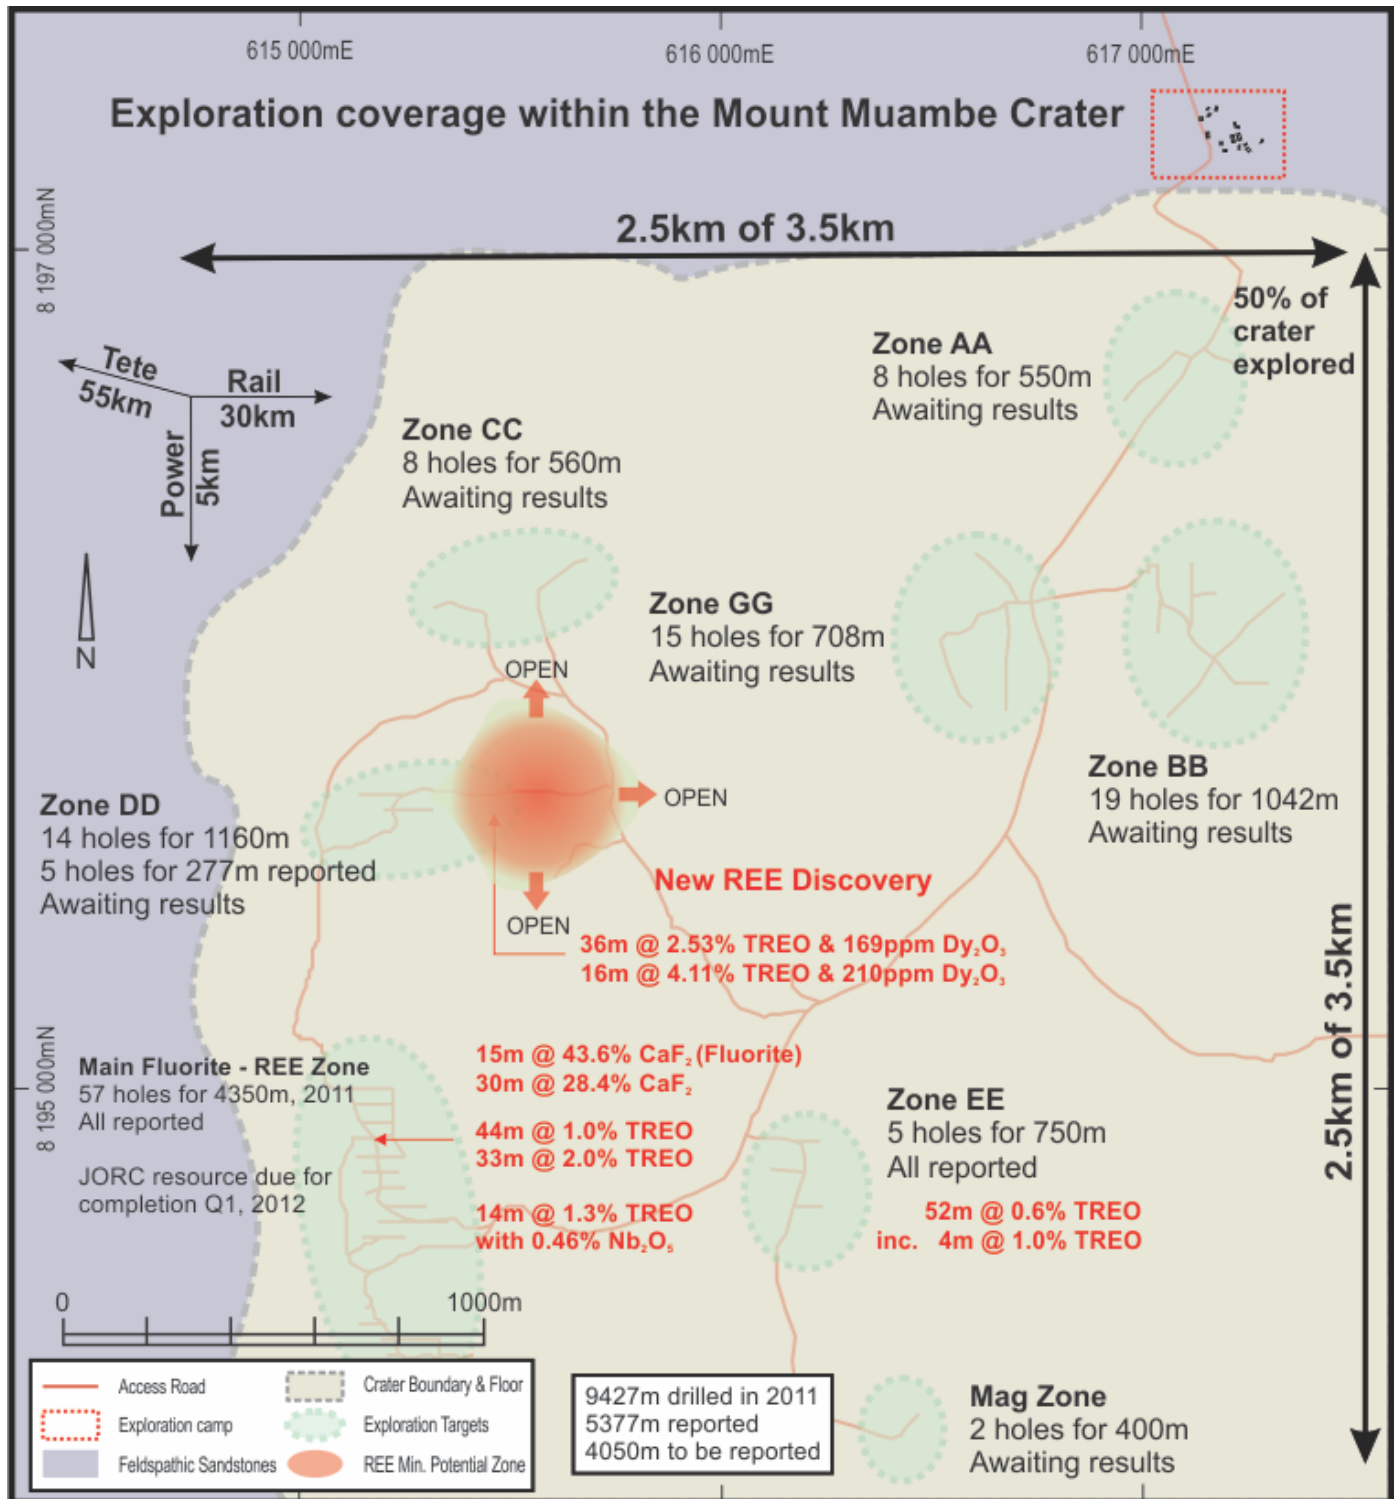 615 000mE
616 000mE
617 000mE
Exploration coverage within the Mount Muambe Crater
8 197 000mN
2.5km of 3.5km
50% of
crater
explored
Zone AA
8 holes for 550m
Awaiting results
Tete
55km
Rail
30km
Power
5km
Zone CC
8 holes for 560m
Awaiting results
N
Zone GG
15 holes for 708m
Awaiting results
OPEN
OPEN
OPEN
Zone BB
19 holes for 1042m
Awaiting results
Zone DD
14 holes for 1160m
5 holes for 277m reported
Awaiting results
New REE Discovery
36m @ 2.53% TREO & 169ppm Dy₂O₃
16m @ 4.11% TREO & 210ppm Dy₂O₃
2.5km of 3.5km
8 195 000mN
Main Fluorite - REE Zone
57 holes for 4350m, 2011
All reported
JORC resource due for
completion Q1, 2012
15m @ 43.6% CaF₂ (Fluorite)
30m @ 28.4% CaF₂
44m @ 1.0% TREO
33m @ 2.0% TREO
14m @ 1.3% TREO
with 0.46% Nb₂O₅
Zone EE
5 holes for 750m
All reported
52m @ 0.6% TREO
inc. 4m @ 1.0% TREO
0
1000m
Access Road
Crater Boundary & Floor
Exploration camp
Exploration Targets
Feldspathic Sandstones
REE Min. Potential Zone
9427m drilled in 2011
5377m reported
4050m to be reported
Mag Zone
2 holes for 400m
Awaiting results